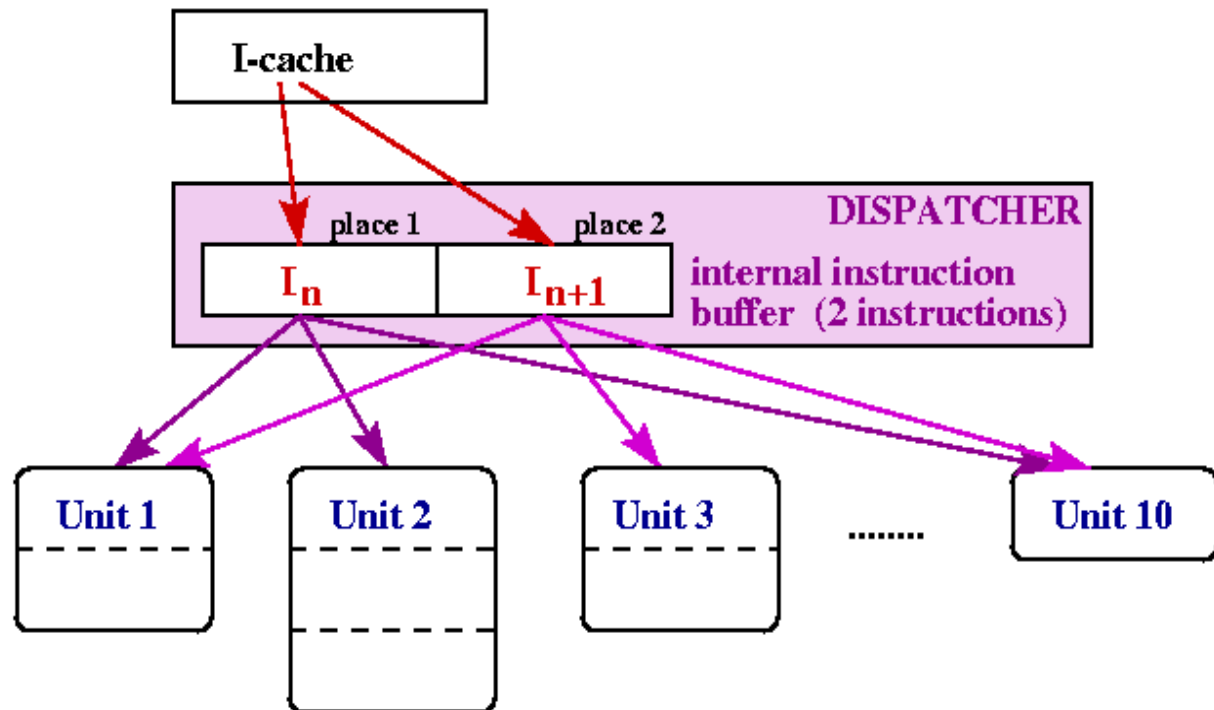 I-cache
DISPATCHER
place 1 place 2
In In+1 internal instruction
buffer (2 instructions)
Unit 1 Unit 2 Unit 3 ........ Unit 10